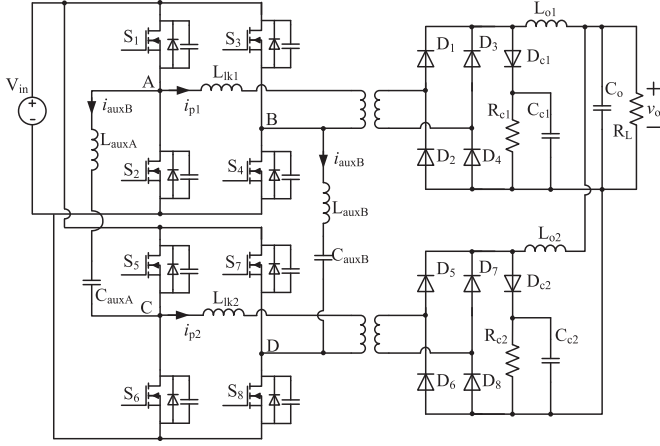 S1
S3
Lo1
D1
D3
Dc1
Vin
A
Llk1
iauxB
ip1
B
Rc1
Cc1
Co
RL
+
vo
−
LauxA
S2
S4
iauxB
D2
D4
LauxB
Lo2
S5
S7
CauxB
D5
D7
Dc2
CauxA
C
Llk2
ip2
D
Rc2
Cc2
S6
S8
D6
D8